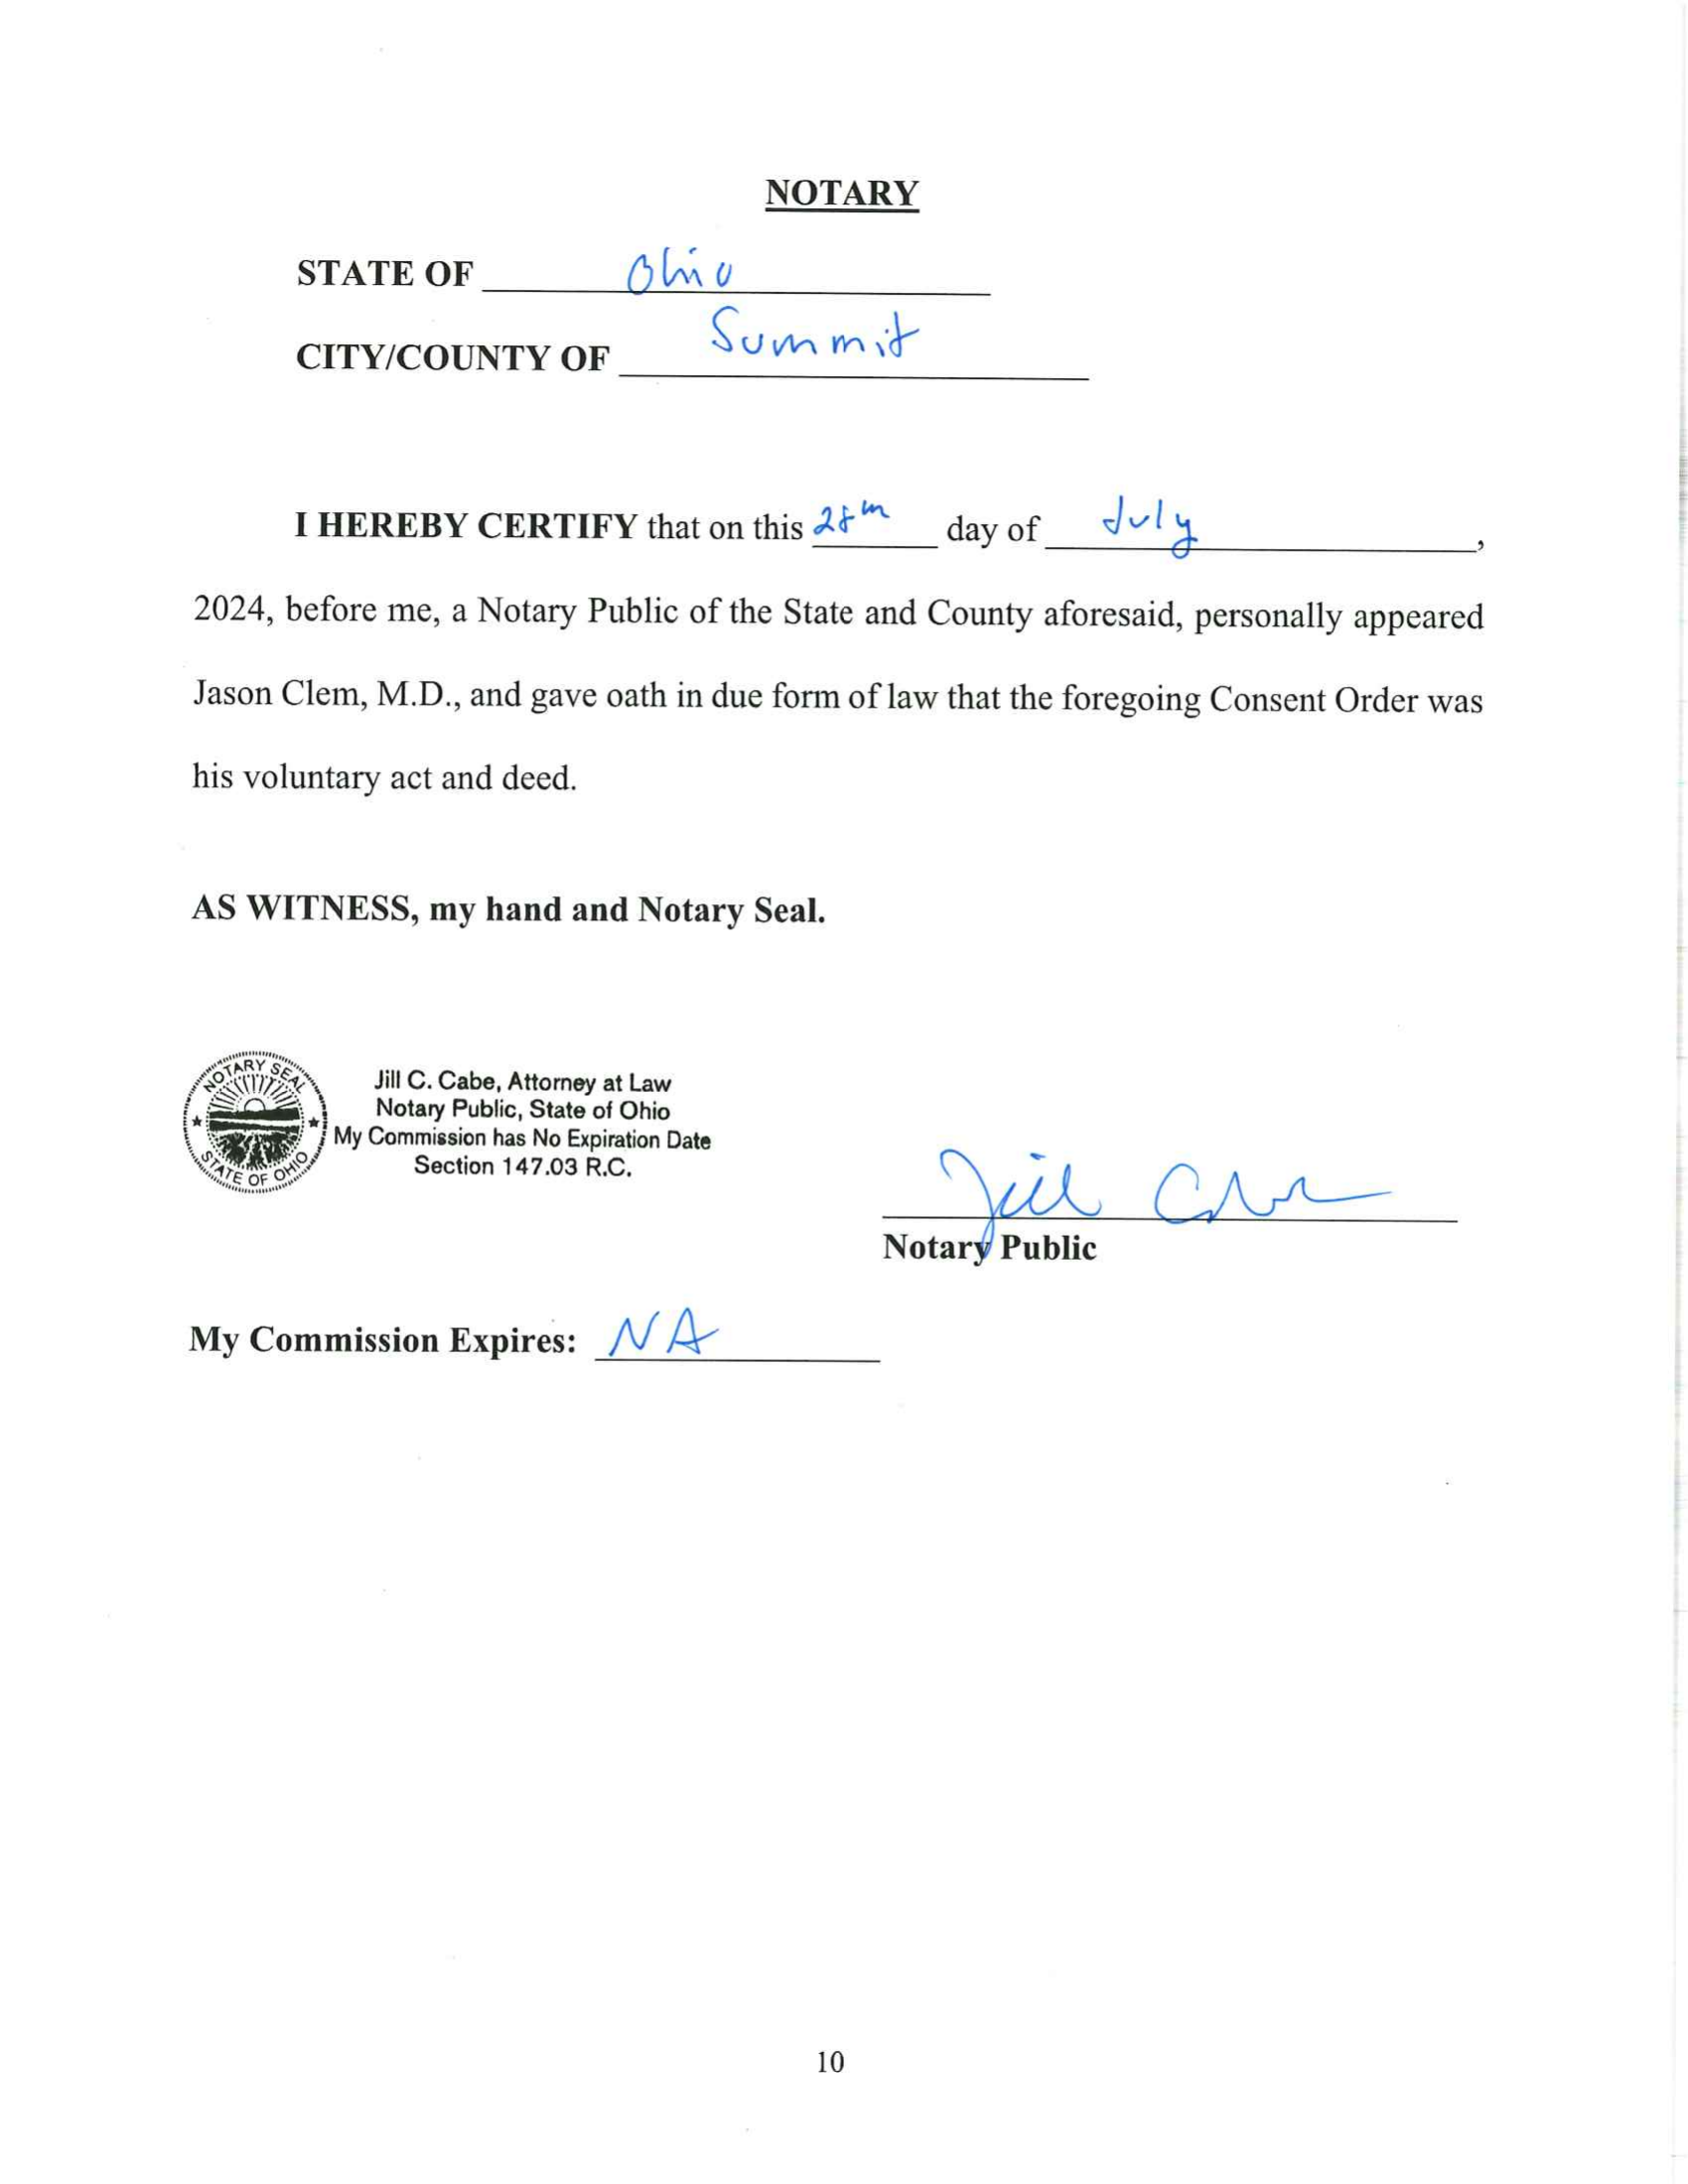 NOTARY
STATE OF Ohio
CITY/COUNTY OF Summit
I HEREBY CERTIFY that on this 28th day of July,
2024, before me, a Notary Public of the State and County aforesaid, personally appeared
Jason Clem, M.D., and gave oath in due form of law that the foregoing Consent Order was
his voluntary act and deed.
AS WITNESS, my hand and Notary Seal.
NOTARY SEAL
STATE OF OHIO
Jill C. Cabe, Attorney at Law
Notary Public, State of Ohio
My Commission has No Expiration Date
Section 147.03 R.C.
Jill Cabe
Notary Public
My Commission Expires: NA
10